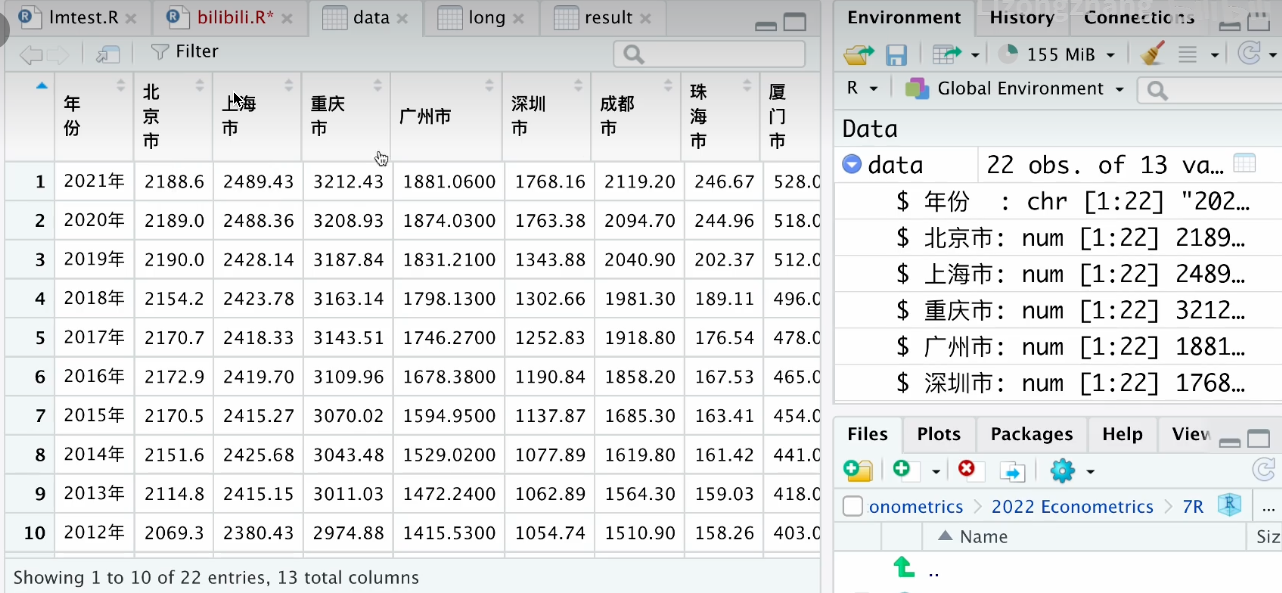 lmtest.R
bilibili.R*
data
long
result
Filter
年份 北京市 上海市 重庆市 广州市 深圳市 成都市 珠海市 厦门市
1 2021年 2188.6 2489.43 3212.43 1881.0600 1768.16 2119.20 246.67 528.0
2 2020年 2189.0 2488.36 3208.93 1874.0300 1763.38 2094.70 244.96 518.0
3 2019年 2190.0 2428.14 3187.84 1831.2100 1343.88 2040.90 202.37 512.0
4 2018年 2154.2 2423.78 3163.14 1798.1300 1302.66 1981.30 189.11 496.0
5 2017年 2170.7 2418.33 3143.51 1746.2700 1252.83 1918.80 176.54 478.0
6 2016年 2172.9 2419.70 3109.96 1678.3800 1190.84 1858.20 167.53 465.0
7 2015年 2170.5 2415.27 3070.02 1594.9500 1137.87 1685.30 163.41 454.0
8 2014年 2151.6 2425.68 3043.48 1529.0200 1077.89 1619.80 161.42 441.0
9 2013年 2114.8 2415.15 3011.03 1472.2400 1062.89 1564.30 159.03 418.0
10 2012年 2069.3 2380.43 2974.88 1415.5300 1054.74 1510.90 158.26 403.0
Showing 1 to 10 of 22 entries, 13 total columns
Environment History Connections
155 MiB
R Global Environment
Data
data 22 obs. of 13 va…
$ 年份 : chr [1:22] "202…
$ 北京市: num [1:22] 2189…
$ 上海市: num [1:22] 2489…
$ 重庆市: num [1:22] 3212…
$ 广州市: num [1:22] 1881…
$ 深圳市: num [1:22] 1768…
Files Plots Packages Help View
onometrics 2022 Econometrics 7R ...
Name Siz
..